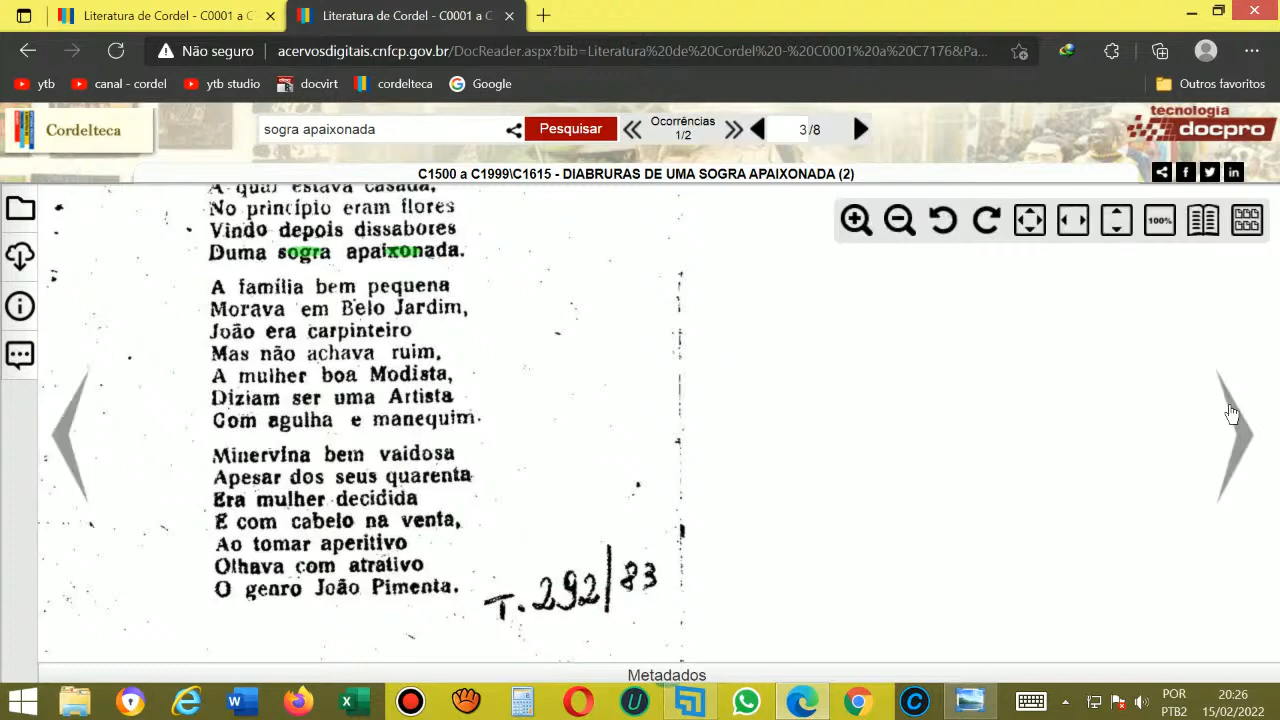 Literatura de Cordel - C0001 a C
Literatura de Cordel - C0001 a C
Não seguro
acervosdigitais.cnfcp.gov.br/DocReader.aspx?bib=Literatura%20de%20Cordel%20-%20C0001%20a%20C7176&Pa...
ytb
canal - cordel
ytb studio
docvirt
cordelteca
Google
Outros favoritos
Cordelteca
sogra apaixonada
Pesquisar
Ocorrências
1/2
3/8
tecnologia
docpro
C1500 a C1999\C1615 - DIABRURAS DE UMA SOGRA APAIXONADA (2)
100%
A qual estava casada,
No princípio eram flores
Vindo depois dissabores
Duma sogra apaixonada.
A família bem pequena
Morava em Belo Jardim,
João era carpinteiro
Mas não achava ruim,
A mulher boa Modista,
Diziam ser uma Artista
Com agulha e manequim.
Minervina bem vaidosa
Apesar dos seus quarenta
Era mulher decidida
E com cabelo na venta,
Ao tomar aperitivo
Olhava com atrativo
O genro João Pimenta.
T. 292/83
Metadados
POR
PTB2
20:26
15/02/2022